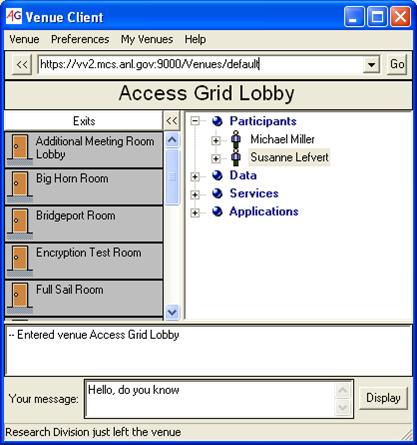 AG Venue Client
Venue Preferences My Venues Help
<< https://vv2.mcs.anl.gov:9000/Venues/default Go
Access Grid Lobby
Exits <<
Additional Meeting Room
Lobby
Big Horn Room
Bridgeport Room
Encryption Test Room
Full Sail Room
Participants
Michael Miller
Susanne Lefvert
Data
Services
Applications
-- Entered venue Access Grid Lobby
Your message: Hello, do you know Display
Research Division just left the venue